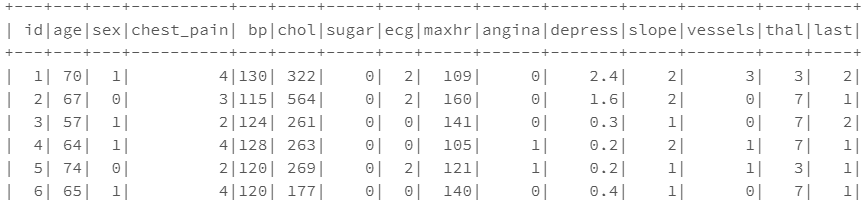 +---+---+---+----------+---+----+-----+---+-----+------+-------+-----+-------+----+----+
| id|age|sex|chest_pain| bp|chol|sugar|ecg|maxhr|angina|depress|slope|vessels|thal|last|
+---+---+---+----------+---+----+-----+---+-----+------+-------+-----+-------+----+----+
|  1| 70|  1|         4|130| 322|    0|  2|  109|     0|    2.4|    2|      3|   3|   2|
|  2| 67|  0|         3|115| 564|    0|  2|  160|     0|    1.6|    2|      0|   7|   1|
|  3| 57|  1|         2|124| 261|    0|  0|  141|     0|    0.3|    1|      0|   7|   2|
|  4| 64|  1|         4|128| 263|    0|  0|  105|     1|    0.2|    2|      1|   7|   1|
|  5| 74|  0|         2|120| 269|    0|  2|  121|     1|    0.2|    1|      1|   3|   1|
|  6| 65|  1|         4|120| 177|    0|  0|  140|     0|    0.4|    1|      0|   7|   1|